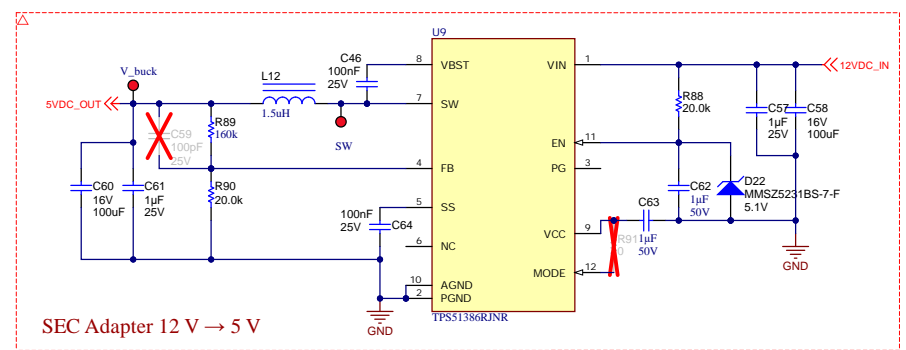 U9
TPS51386RJNR
8 VBST
7 SW
4 FB
5 SS
6 NC
10 AGND
2 PGND
VIN 1
EN 11
PG 3
VCC 9
MODE 12
V_buck
5VDC_OUT
L12
1.5uH
SW
C46
100nF
25V
C59
100pF
25V
R89
160k
R90
20.0k
C60
16V
100uF
C61
1µF
25V
100nF
25V
C64
GND
12VDC_IN
R88
20.0k
C57
1µF
25V
C58
16V
100uF
C62
1µF
50V
C63
1µF
50V
D22
MMSZ5231BS-7-F
5.1V
R91
GND
SEC Adapter 12 V → 5 V